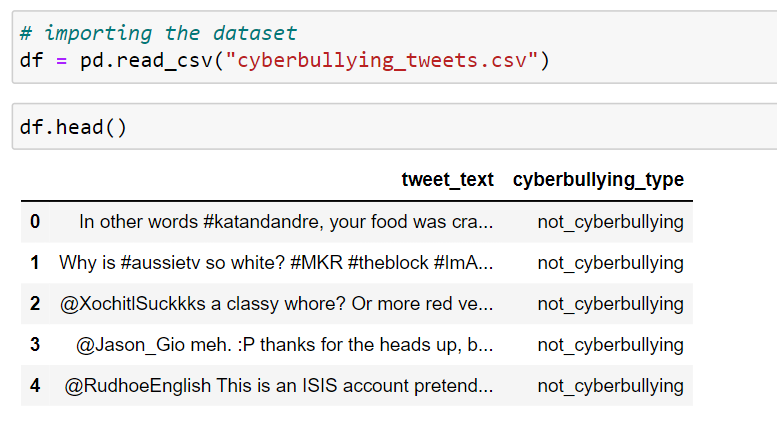 # importing the dataset
df = pd.read_csv("cyberbullying_tweets.csv")
df.head()
tweet_text cyberbullying_type
0 In other words #katandandre, your food was cra... not_cyberbullying
1 Why is #aussietv so white? #MKR #theblock #ImA... not_cyberbullying
2 @XochitlSuckkks a classy whore? Or more red ve... not_cyberbullying
3 @Jason_Gio meh. :P thanks for the heads up, b... not_cyberbullying
4 @RudhoeEnglish This is an ISIS account pretend... not_cyberbullying